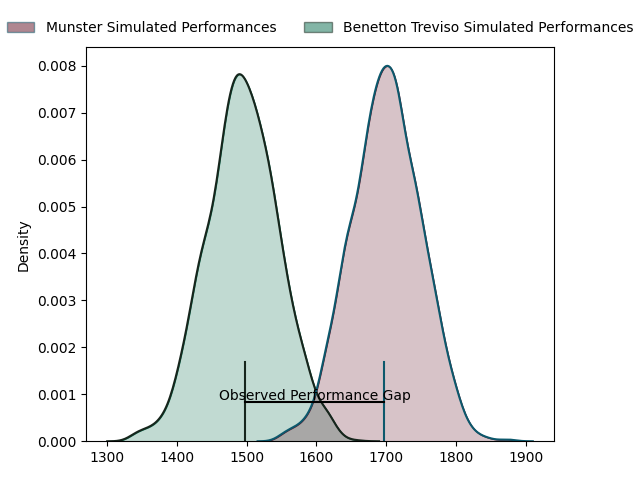 Munster Simulated Performances
Benetton Treviso Simulated Performances
0.008
0.007
0.006
0.005
0.004
0.003
0.002
0.001
0.000
Density
Observed Performance Gap
1300 1400 1500 1600 1700 1800 1900